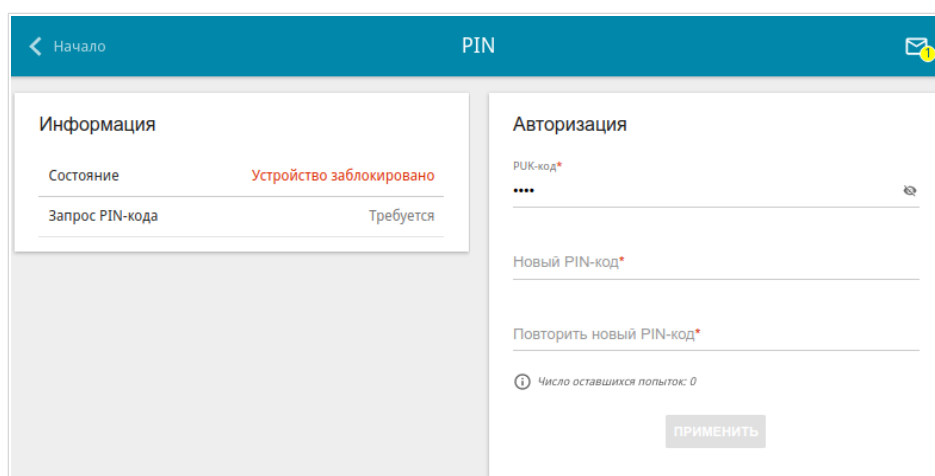 Начало
PIN
1
Информация
Состояние Устройство заблокировано
Запрос PIN-кода Требуется
Авторизация
PUK-код*
••••
Новый PIN-код*
Повторить новый PIN-код*
Число оставшихся попыток: 0
ПРИМЕНИТЬ